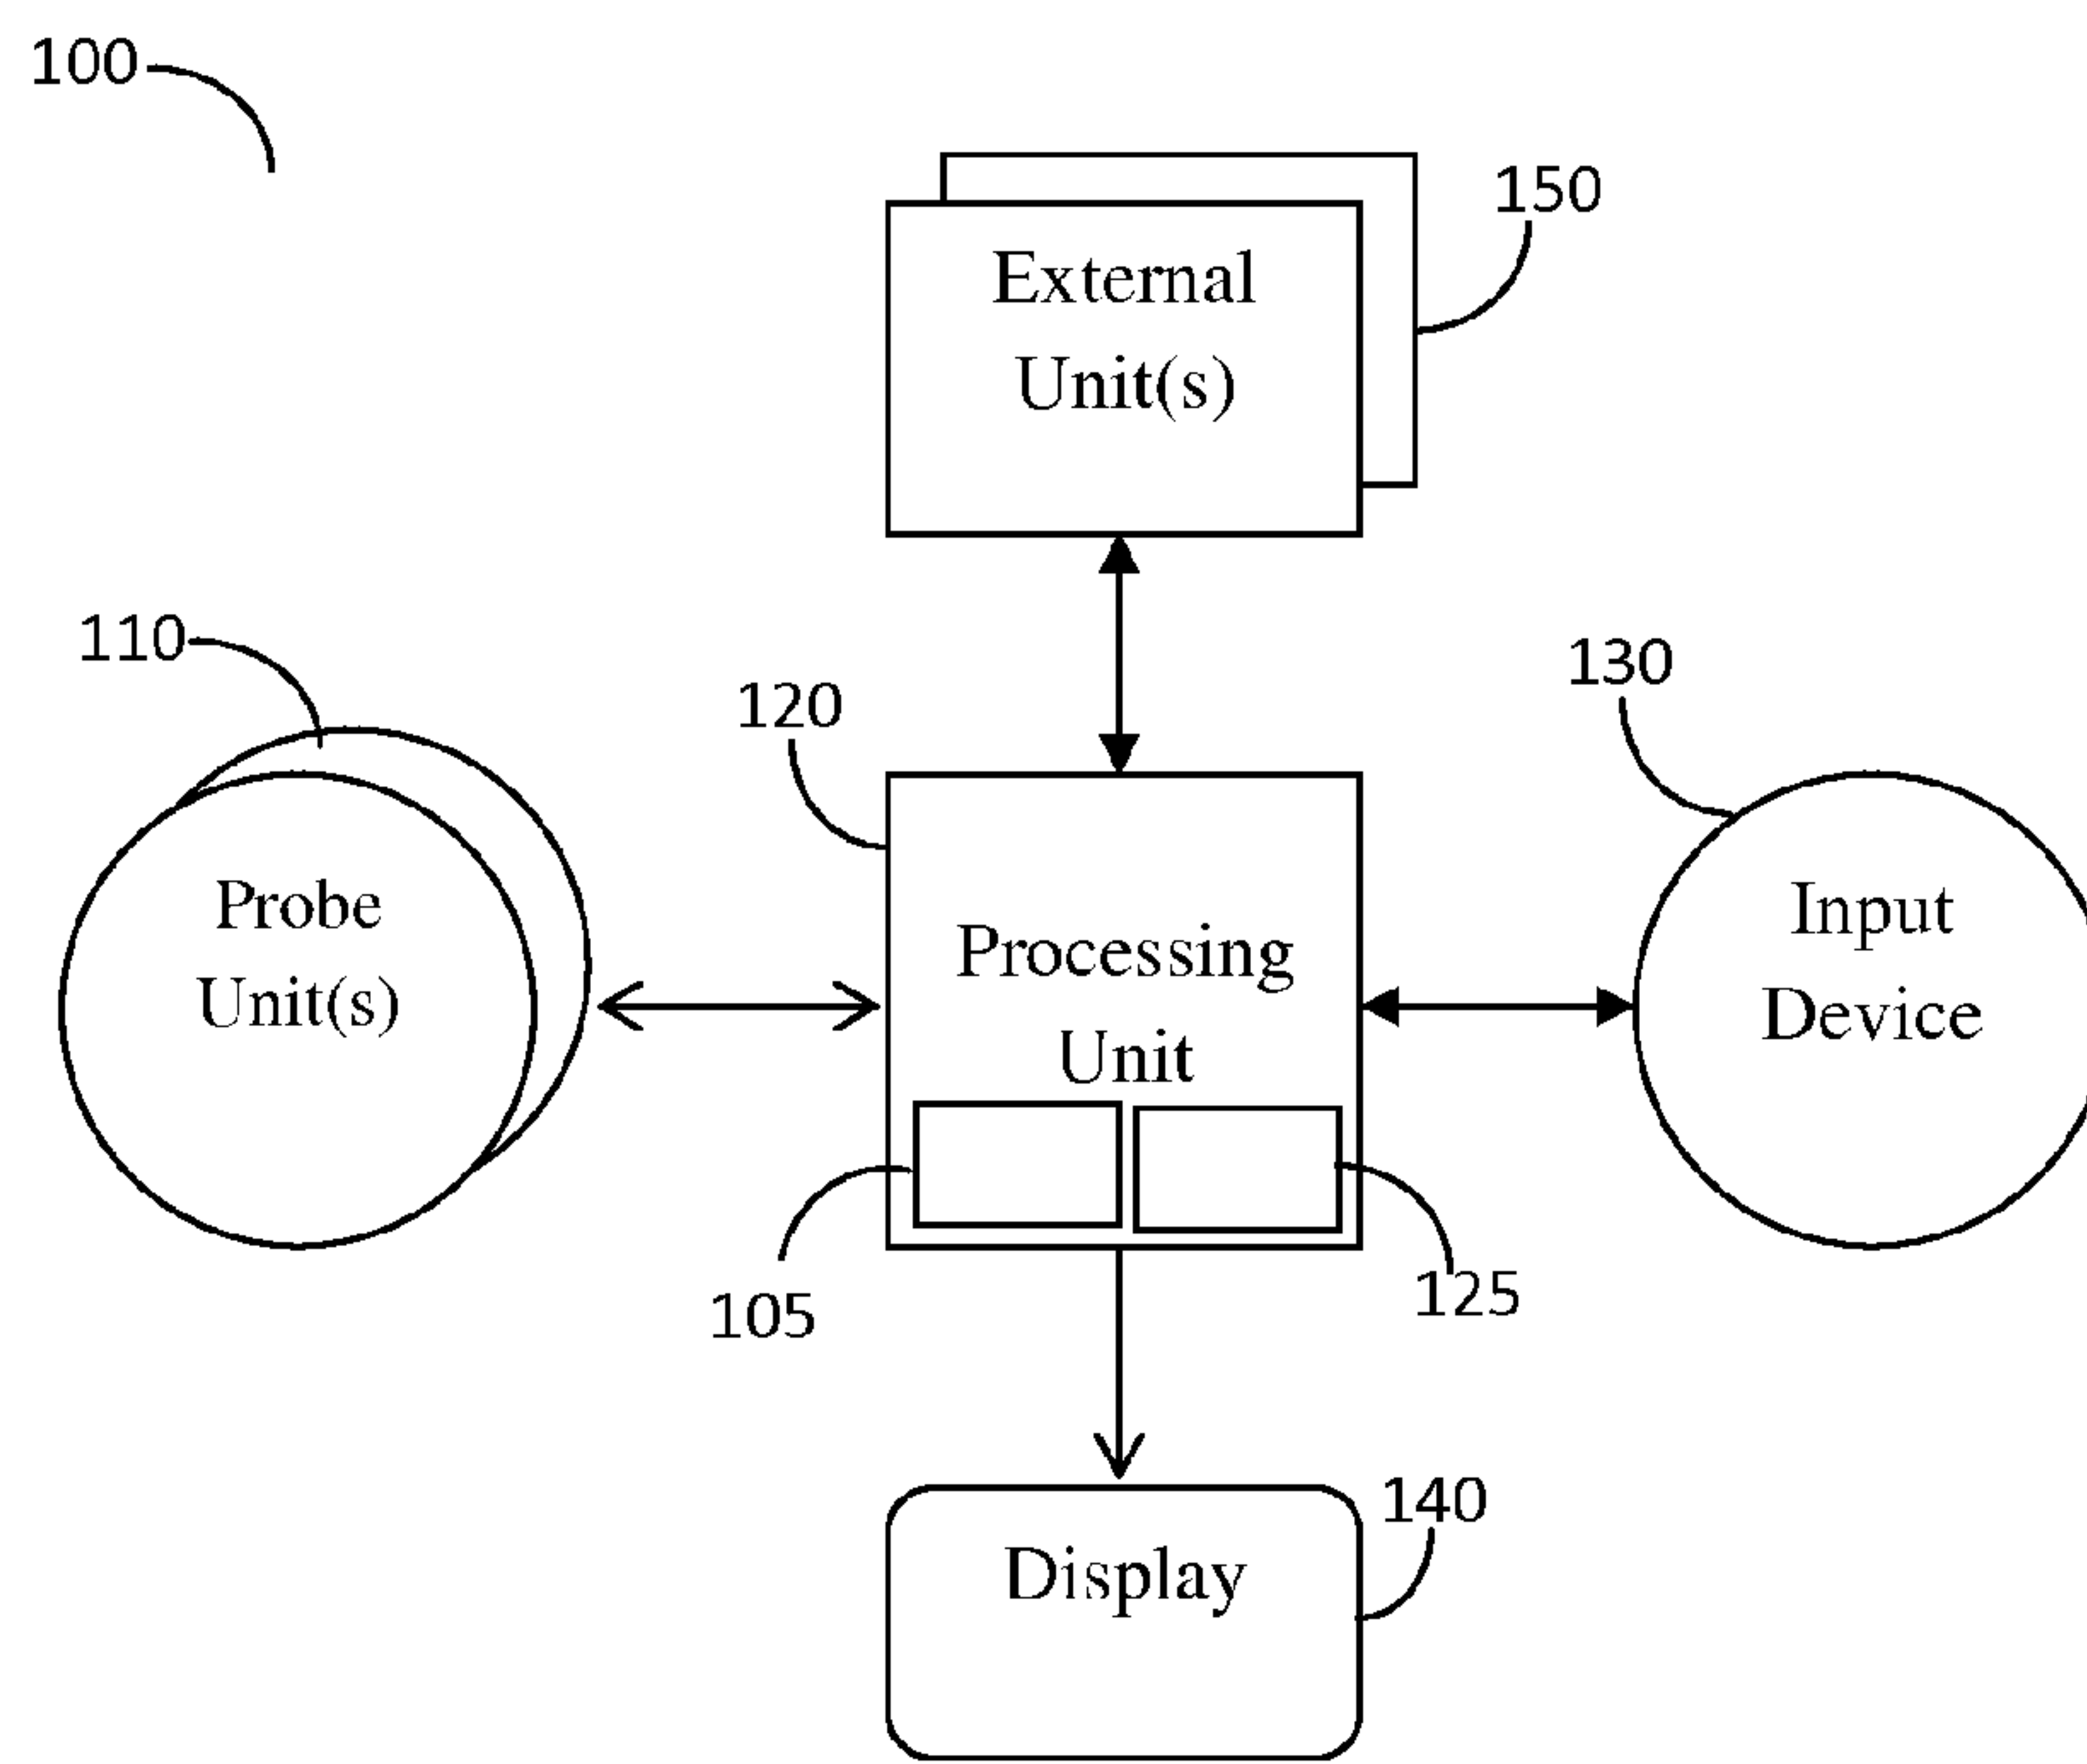 100
150
External
Unit(s)
110
120
130
Probe
Unit(s)
Processing
Unit
Input
Device
105
125
140
Display